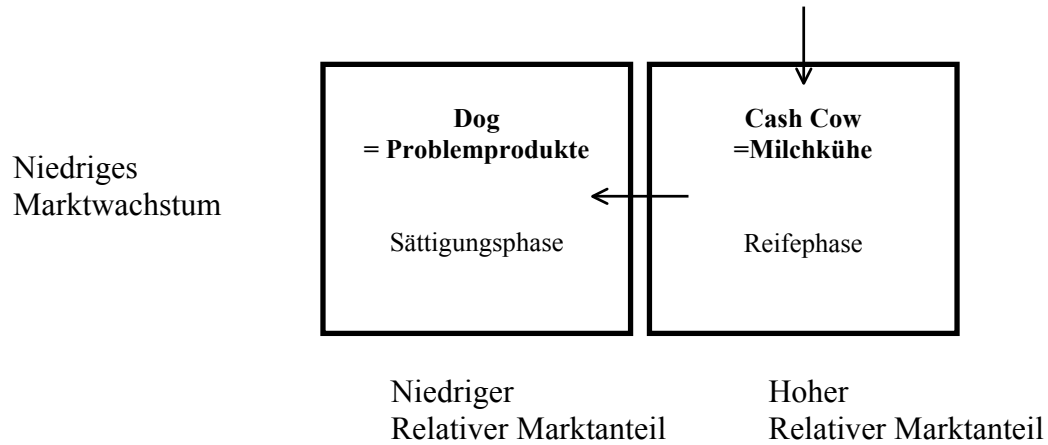 Dog
= Problemprodukte
Cash Cow
=Milchkühe
Niedriges
Marktwachstum
Sättigungsphase
Reifephase
Niedriger
Relativer Marktanteil
Hoher
Relativer Marktanteil